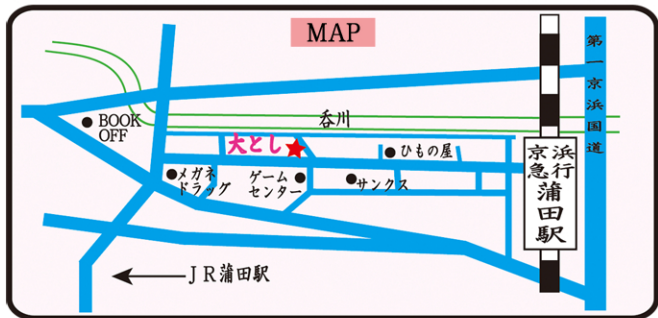 MAP
第一京浜国道
呑川
BOOK
OFF
大とし
ひもの屋
京浜
急行
蒲田駅
メガネ
ドラッグ
ゲーム
センター
サンクス
JR蒲田駅